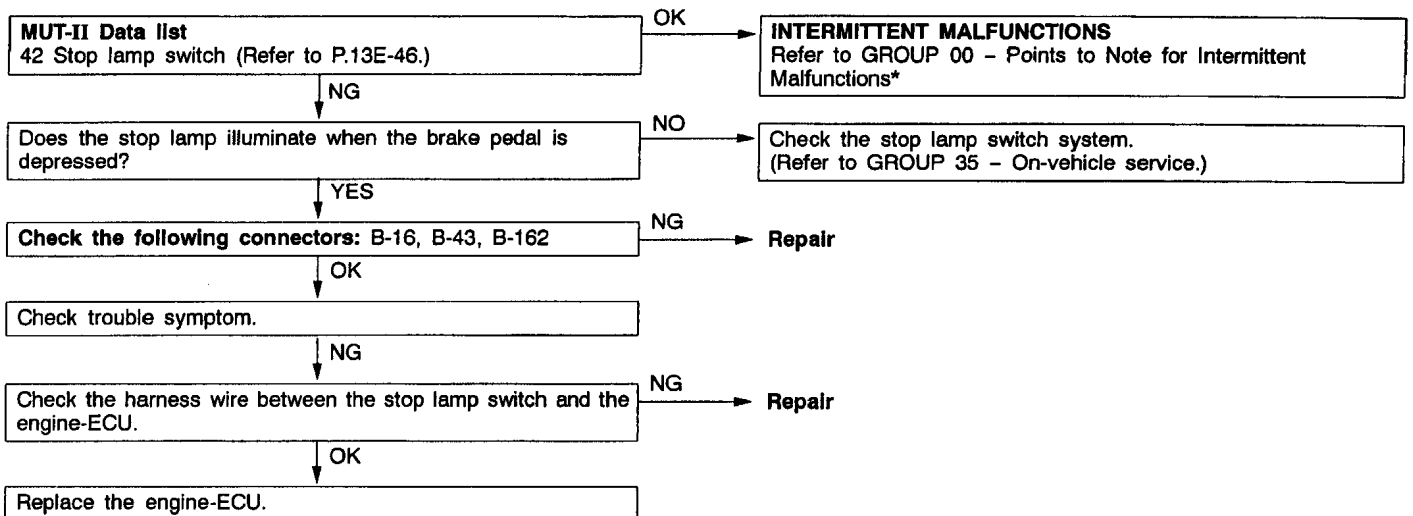 MUT-II Data list
42 Stop lamp switch (Refer to P.13E-46.)
OK
INTERMITTENT MALFUNCTIONS
Refer to GROUP 00 – Points to Note for Intermittent
Malfunctions*
NG
Does the stop lamp illuminate when the brake pedal is
depressed?
NO
Check the stop lamp switch system.
(Refer to GROUP 35 – On-vehicle service.)
YES
Check the following connectors: B-16, B-43, B-162
NG
Repair
OK
Check trouble symptom.
NG
Check the harness wire between the stop lamp switch and the
engine-ECU.
NG
Repair
OK
Replace the engine-ECU.